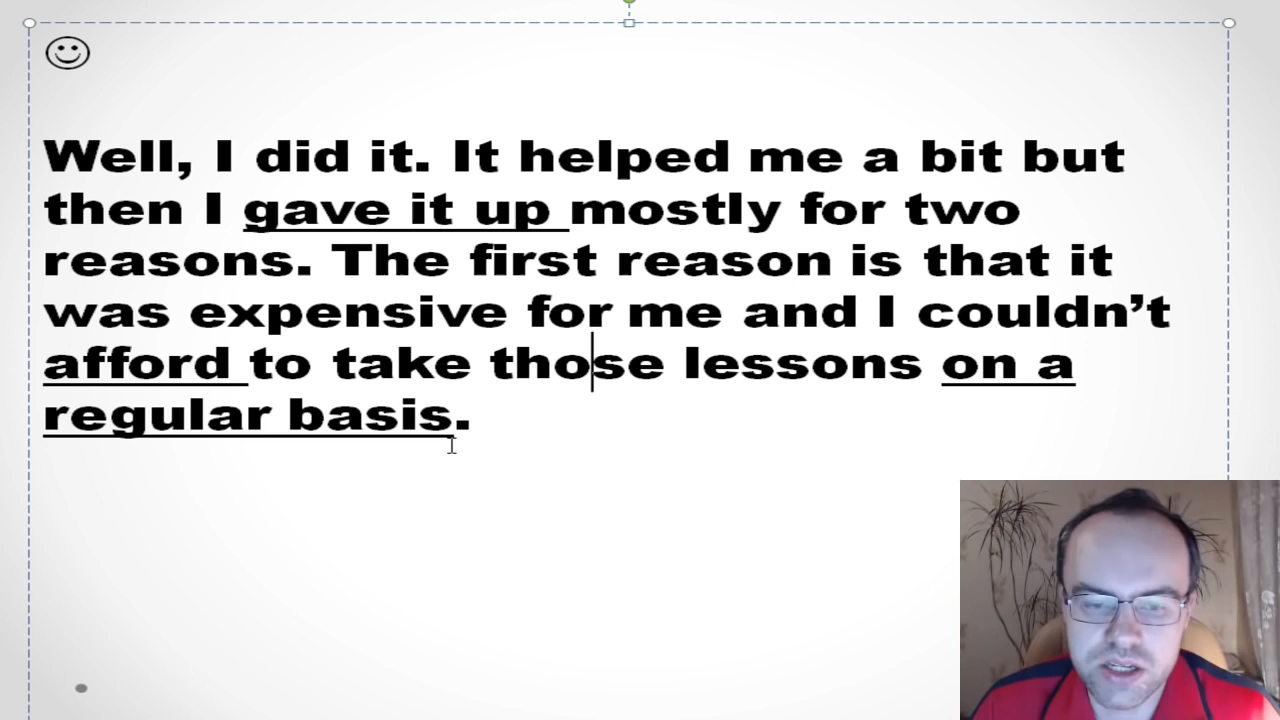 Well, I did it. It helped me a bit but
then I gave it up mostly for two
reasons. The first reason is that it
was expensive for me and I couldn’t
afford to take those lessons on a
regular basis.